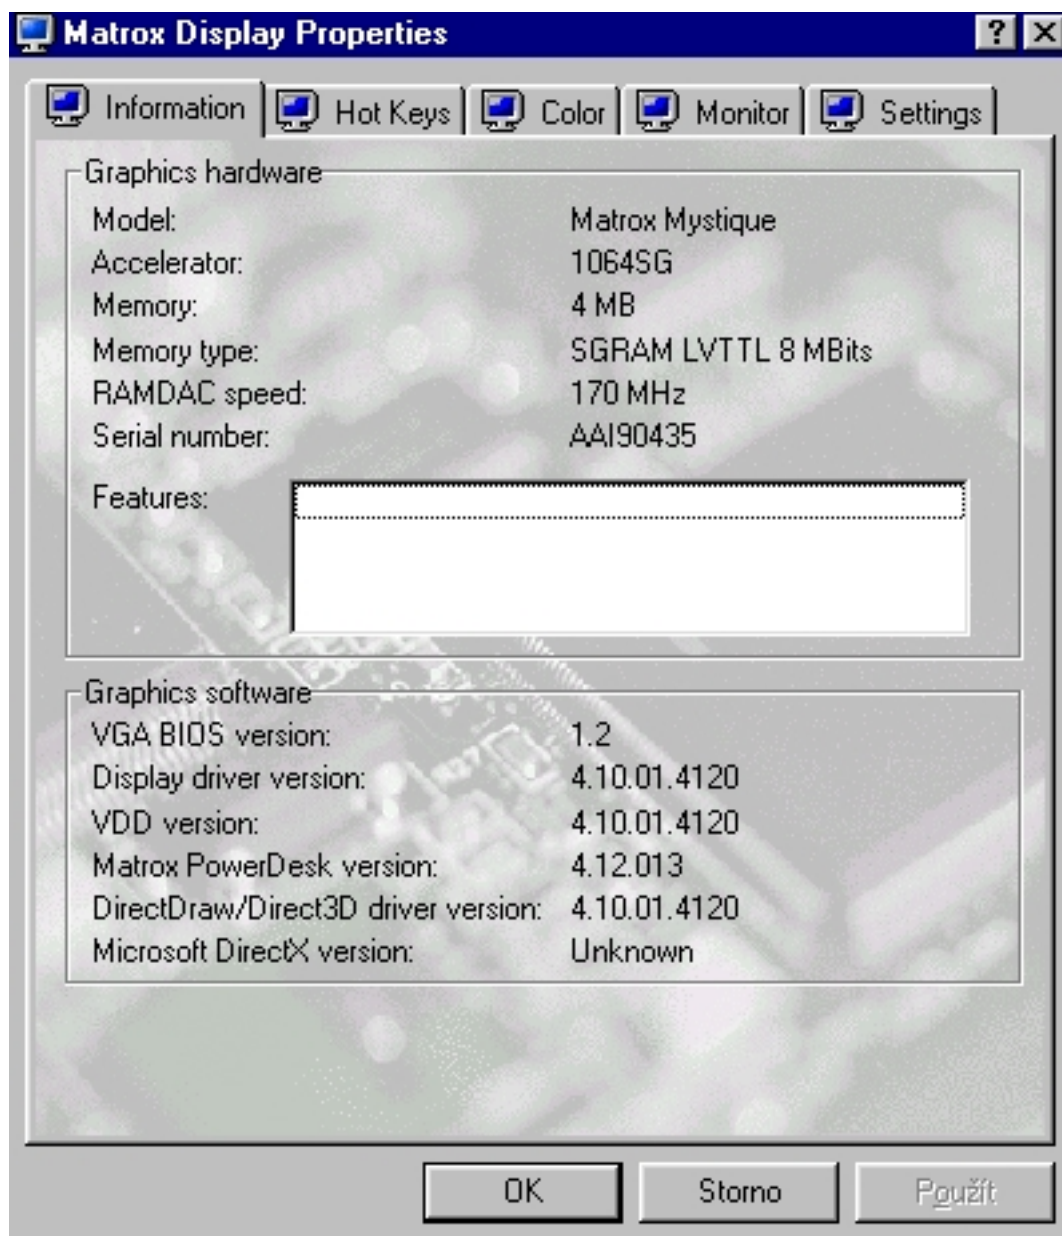 Matrox Display Properties
Information Hot Keys Color Monitor Settings
Graphics hardware
Model: Matrox Mystique
Accelerator: 1064SG
Memory: 4 MB
Memory type: SGRAM LVTTL 8 MBits
RAMDAC speed: 170 MHz
Serial number: AAI90435
Features:
Graphics software
VGA BIOS version: 1.2
Display driver version: 4.10.01.4120
VDD version: 4.10.01.4120
Matrox PowerDesk version: 4.12.013
DirectDraw/Direct3D driver version: 4.10.01.4120
Microsoft DirectX version: Unknown
OK Storno Použít